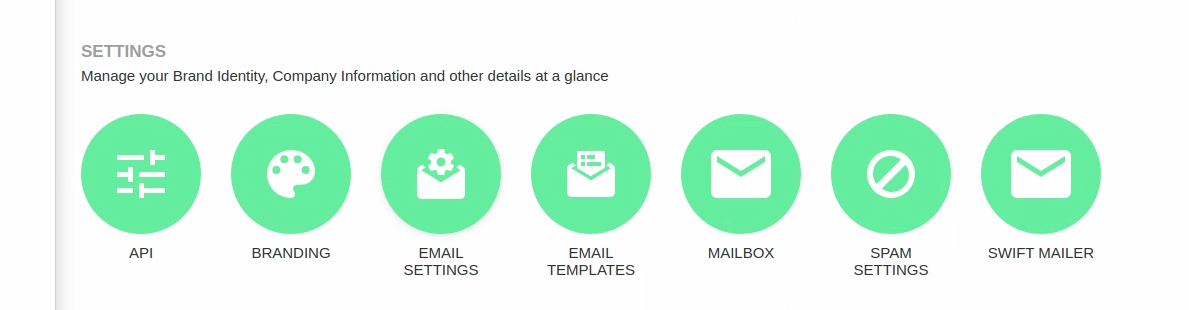 SETTINGS
Manage your Brand Identity, Company Information and other details at a glance
API
BRANDING
EMAIL
SETTINGS
EMAIL
TEMPLATES
MAILBOX
SPAM
SETTINGS
SWIFT MAILER